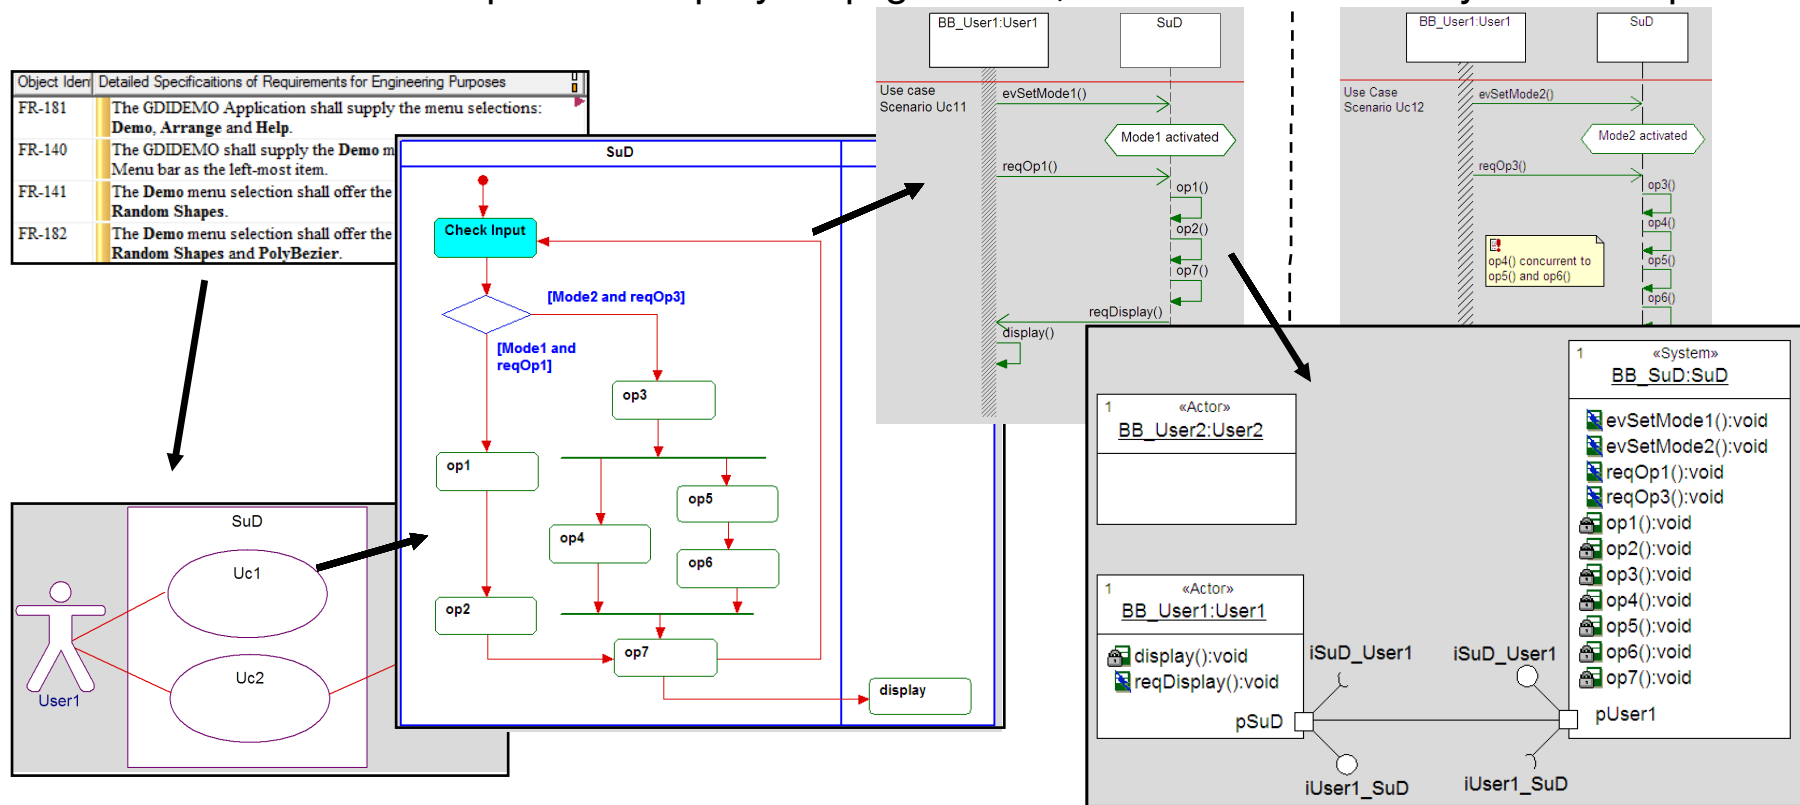 Object Iden Detailed Specifications of Requirements for Engineering Purposes
FR-181 The GDIDEMO Application shall supply the menu selections:
Demo, Arrange and Help.
FR-140 The GDIDEMO shall supply the Demo m
Menu bar as the left-most item.
FR-141 The Demo menu selection shall offer the
Random Shapes.
FR-182 The Demo menu selection shall offer the
Random Shapes and PolyBezier.
SuD
Uc1
Uc2
User1
SuD
Check Input
[Mode2 and reqOp3]
[Mode1 and
reqOp1]
op3
op1
op5
op4
op6
op2
op7
display
BB_User1:User1
SuD
Use case
Scenario Uc11
evSetMode1()
Mode1 activated
reqOp1()
op1()
op2()
op7()
reqDisplay()
display()
BB_User1:User1
SuD
Use Case
Scenario Uc12
evSetMode2()
Mode2 activated
reqOp3()
op3()
op4()
op4() concurrent to
op5() and op6()
op5()
op6()
1 «Actor»
BB_User2:User2
1 «Actor»
BB_User1:User1
display():void
reqDisplay():void
pSuD
iSuD_User1
iUser1_SuD
1 «System»
BB_SuD:SuD
evSetMode1():void
evSetMode2():void
reqOp1():void
reqOp3():void
op1():void
op2():void
op3():void
op4():void
op5():void
op6():void
op7():void
iSuD_User1
pUser1
iUser1_SuD